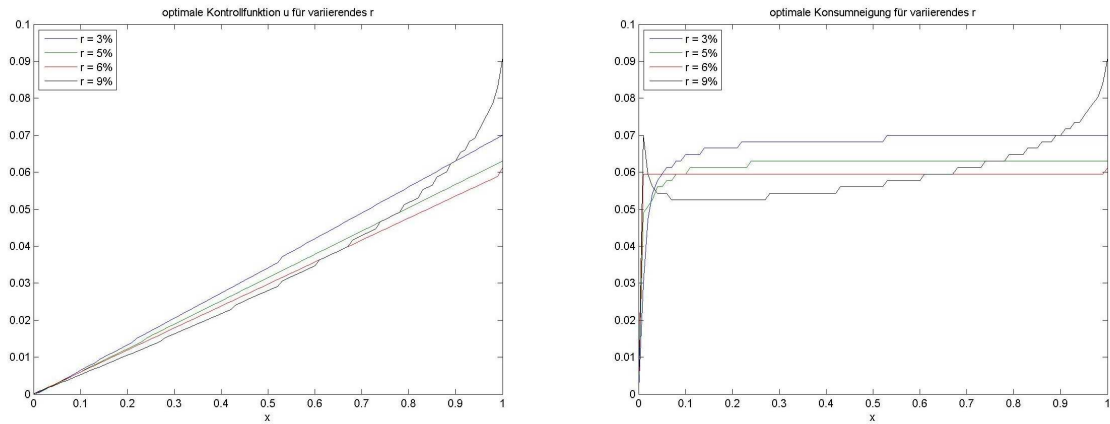 optimale Kontrollfunktion u für variierendes r
0.1
0.09
0.08
0.07
0.06
0.05
0.04
0.03
0.02
0.01
0
r = 3%
r = 5%
r = 6%
r = 9%
0 0.1 0.2 0.3 0.4 0.5 0.6 0.7 0.8 0.9 1
x
optimale Konsumneigung für variierendes r
0.1
0.09
0.08
0.07
0.06
0.05
0.04
0.03
0.02
0.01
0
r = 3%
r = 5%
r = 6%
r = 9%
0 0.1 0.2 0.3 0.4 0.5 0.6 0.7 0.8 0.9 1
x